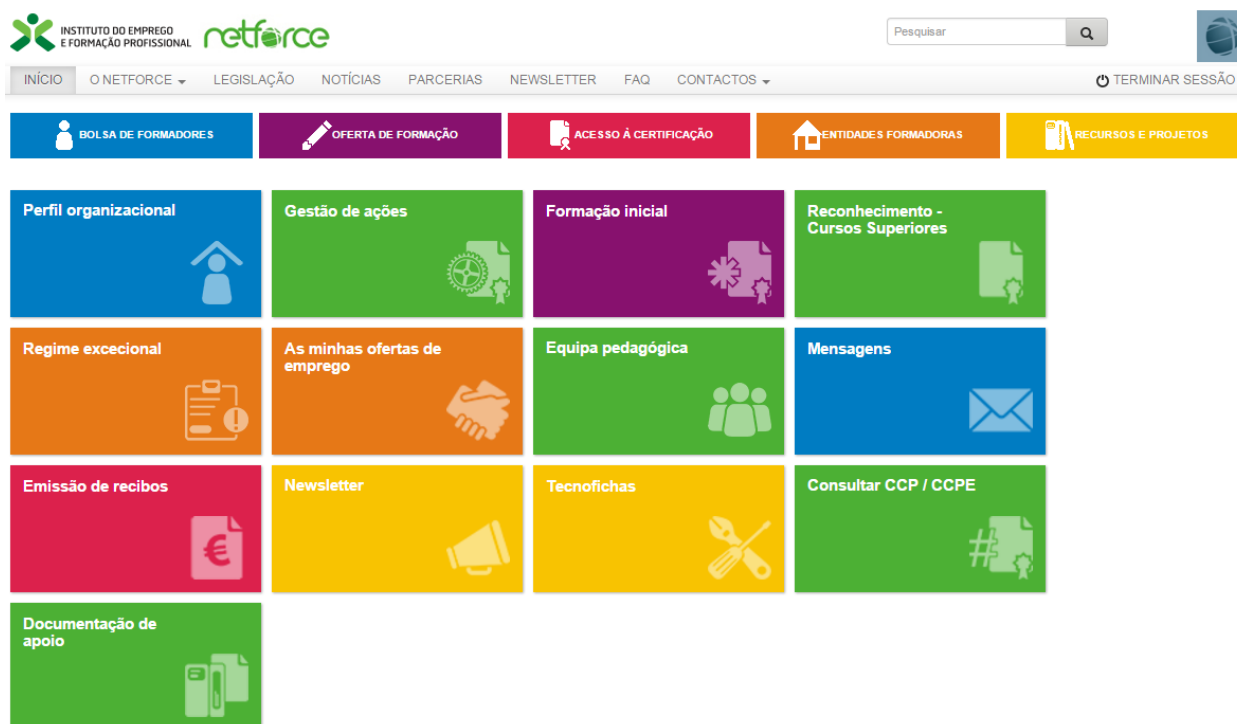 INSTITUTO DO EMPREGO
E FORMAÇÃO PROFISSIONAL
netforce
Pesquisar
INÍCIO O NETFORCE LEGISLAÇÃO NOTÍCIAS PARCERIAS NEWSLETTER FAQ CONTACTOS TERMINAR SESSÃO
BOLSA DE FORMADORES OFERTA DE FORMAÇÃO ACESSO À CERTIFICAÇÃO ENTIDADES FORMADORAS RECURSOS E PROJETOS
Perfil organizacional
Gestão de ações
Formação inicial
Reconhecimento -
Cursos Superiores
Regime excecional
As minhas ofertas de
emprego
Equipa pedagógica
Mensagens
Emissão de recibos
€
Newsletter
Tecnofichas
Consultar CCP / CCPE
#
Documentação de
apoio